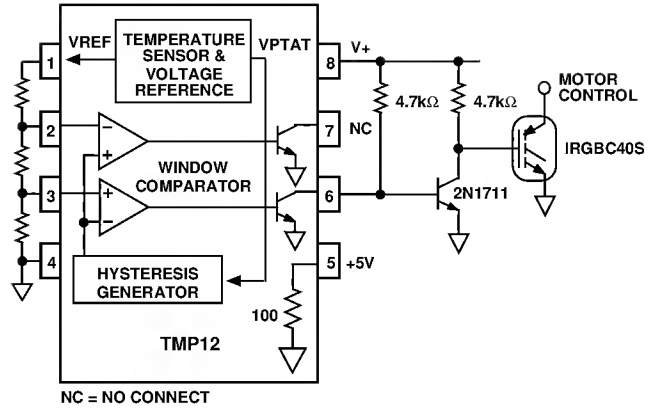 VREF
TEMPERATURE
SENSOR &
VOLTAGE
REFERENCE
VPTAT
1
8
V+
4.7kΩ
4.7kΩ
MOTOR
CONTROL
2
–
+
7
NC
IRGBC40S
WINDOW
COMPARATOR
3
+
–
6
2N1711
4
HYSTERESIS
GENERATOR
5
+5V
100
TMP12
NC = NO CONNECT